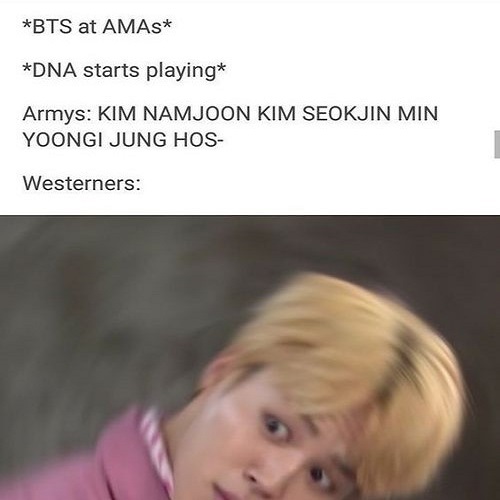 *BTS at AMAs*
*DNA starts playing*
Armys: KIM NAMJOON KIM SEOKJIN MIN
YOONGI JUNG HOS-
Westerners: